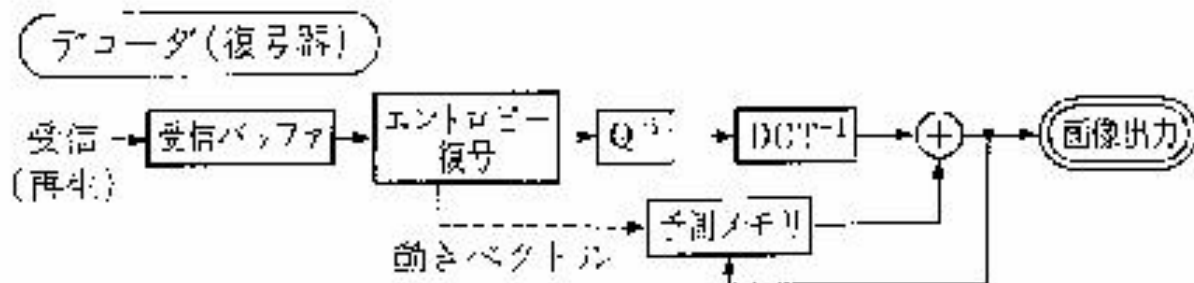 デコーダ(復号器)
受信
(再生)
受信バッファ
エントロピー
復号
Q⁻¹
DCT⁻¹
+
画像出力
予測メモリ
動きベクトル